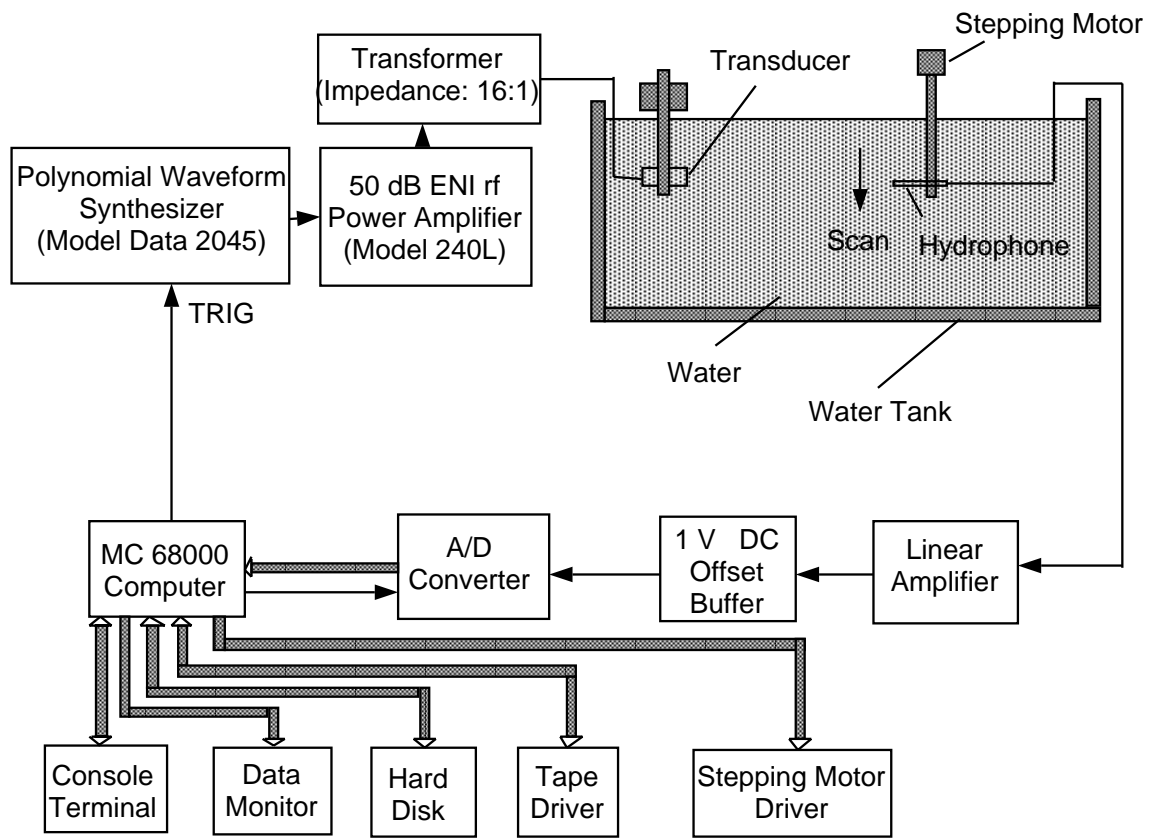 Stepping Motor
Transformer
(Impedance: 16:1)
Transducer
Polynomial Waveform
Synthesizer
(Model Data 2045)
50 dB ENI rf
Power Amplifier
(Model 240L)
Scan
Hydrophone
TRIG
Water
Water Tank
MC 68000
Computer
A/D
Converter
1 V DC
Offset
Buffer
Linear
Amplifier
Console
Terminal
Data
Monitor
Hard
Disk
Tape
Driver
Stepping Motor
Driver